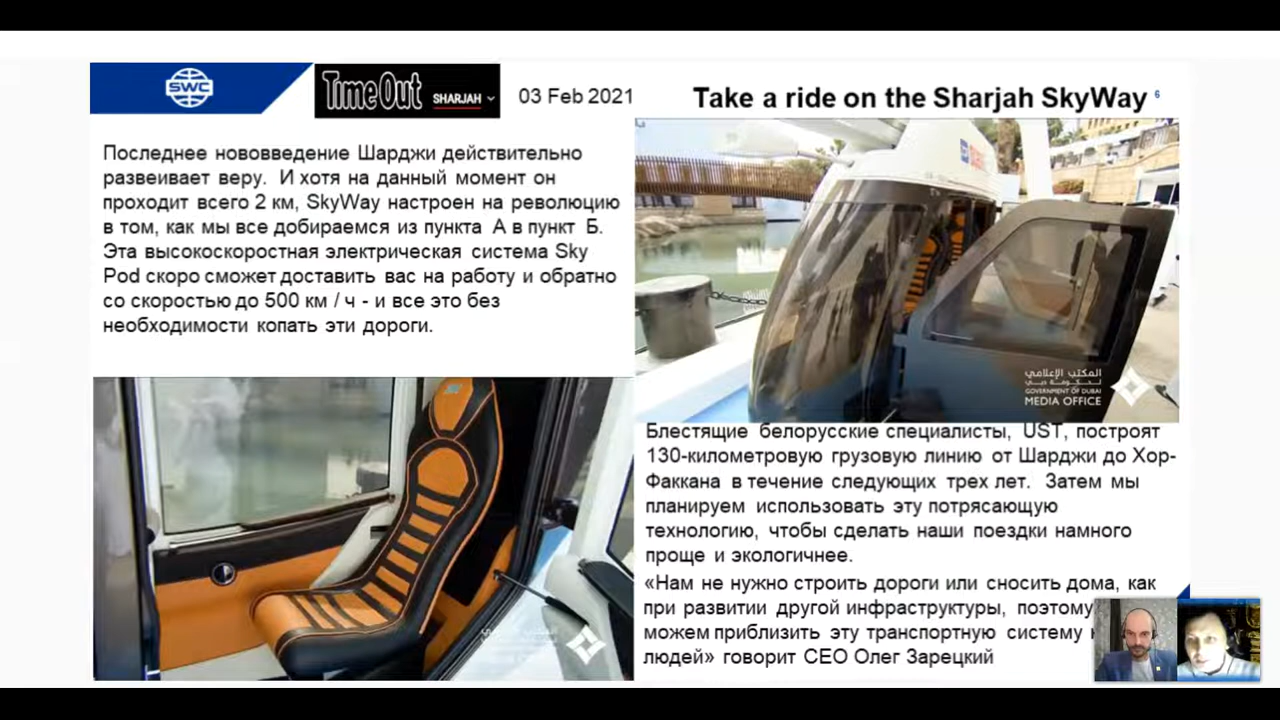 SWC
TimeOut SHARJAH
03 Feb 2021
Take a ride on the Sharjah SkyWay 6
Последнее нововведение Шарджи действительно
развеивает веру. И хотя на данный момент он
проходит всего 2 км, SkyWay настроен на революцию
в том, как мы все добираемся из пункта А в пункт Б.
Эта высокоскоростная электрическая система Sky
Pod скоро сможет доставить вас на работу и обратно
со скоростью до 500 км / ч - и все это без
необходимости копать эти дороги.
المكتب الإعلامي
لحكومة دبي
GOVERNMENT OF DUBAI
MEDIA OFFICE
Блестящие белорусские специалисты, UST, построят
130-километровую грузовую линию от Шарджи до Хор-
Факкана в течение следующих трех лет. Затем мы
планируем использовать эту потрясающую
технологию, чтобы сделать наши поездки намного
проще и экологичнее.
«Нам не нужно строить дороги или сносить дома, как
при развитии другой инфраструктуры, поэтому
можем приблизить эту транспортную систему
людей» говорит СЕО Олег Зарецкий